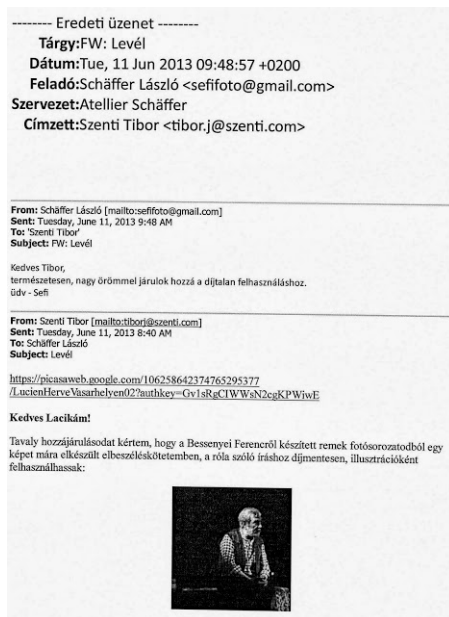 -------- Eredeti üzenet --------
Tárgy:FW: Levél
Dátum:Tue, 11 Jun 2013 09:48:57 +0200
Feladó:Schäffer László <sefifoto@gmail.com>
Szervezet:Atellier Schäffer
Címzett:Szenti Tibor <tibor.j@szenti.com>
From: Schäffer László [mailto:sefifoto@gmail.com]
Sent: Tuesday, June 11, 2013 9:48 AM
To: 'Szenti Tibor'
Subject: FW: Levél
Kedves Tibor,
természetesen, nagy örömmel járulok hozzá a díjtalan felhasználáshoz.
üdv - Sefi
From: Szenti Tibor [mailto:tiborj@szenti.com]
Sent: Tuesday, June 11, 2013 8:40 AM
To: Schäffer László
Subject: Levél
https://picasaweb.google.com/106258642374765295377
/LucienHerveVasarhelyen02?authkey=Gv1sRgCIWWsN2cgKPWiwE
Kedves Lacikám!
Tavaly hozzájárulásodat kértem, hogy a Bessenyei Ferencről készített remek fotósorozatodból egy
képet mára elkészült elbeszéléskötetemben, a róla szóló íráshoz díjmentesen, illusztrációként
felhasználhassak: